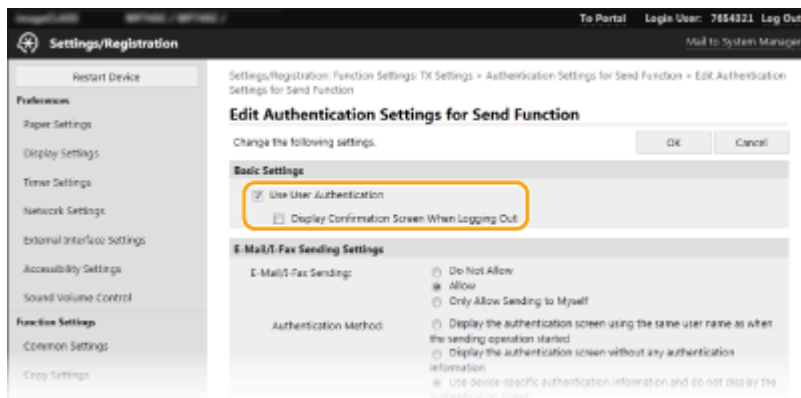 To Portal Login User: 7654321 Log Out
Settings/Registration
Mail to System Manager
Restart Device
Preferences
Paper Settings
Display Settings
Timer Settings
Network Settings
External Interface Settings
Accessibility Settings
Sound Volume Control
Function Settings
Common Settings
Copy Settings
Settings/Registration: Function Settings: TX Settings > Authentication Settings for Send Function > Edit Authentication
Settings for Send Function
Edit Authentication Settings for Send Function
Change the following settings.
OK Cancel
Basic Settings
Use User Authentication
Display Confirmation Screen When Logging Out
E-Mail/I-Fax Sending Settings
E-Mail/I-Fax Sending:
Do Not Allow
Allow
Only Allow Sending to Myself
Authentication Method:
Display the authentication screen using the same user name as when
the sending operation started
Display the authentication screen without any authentication
information
Use device-specific authentication information and do not display the